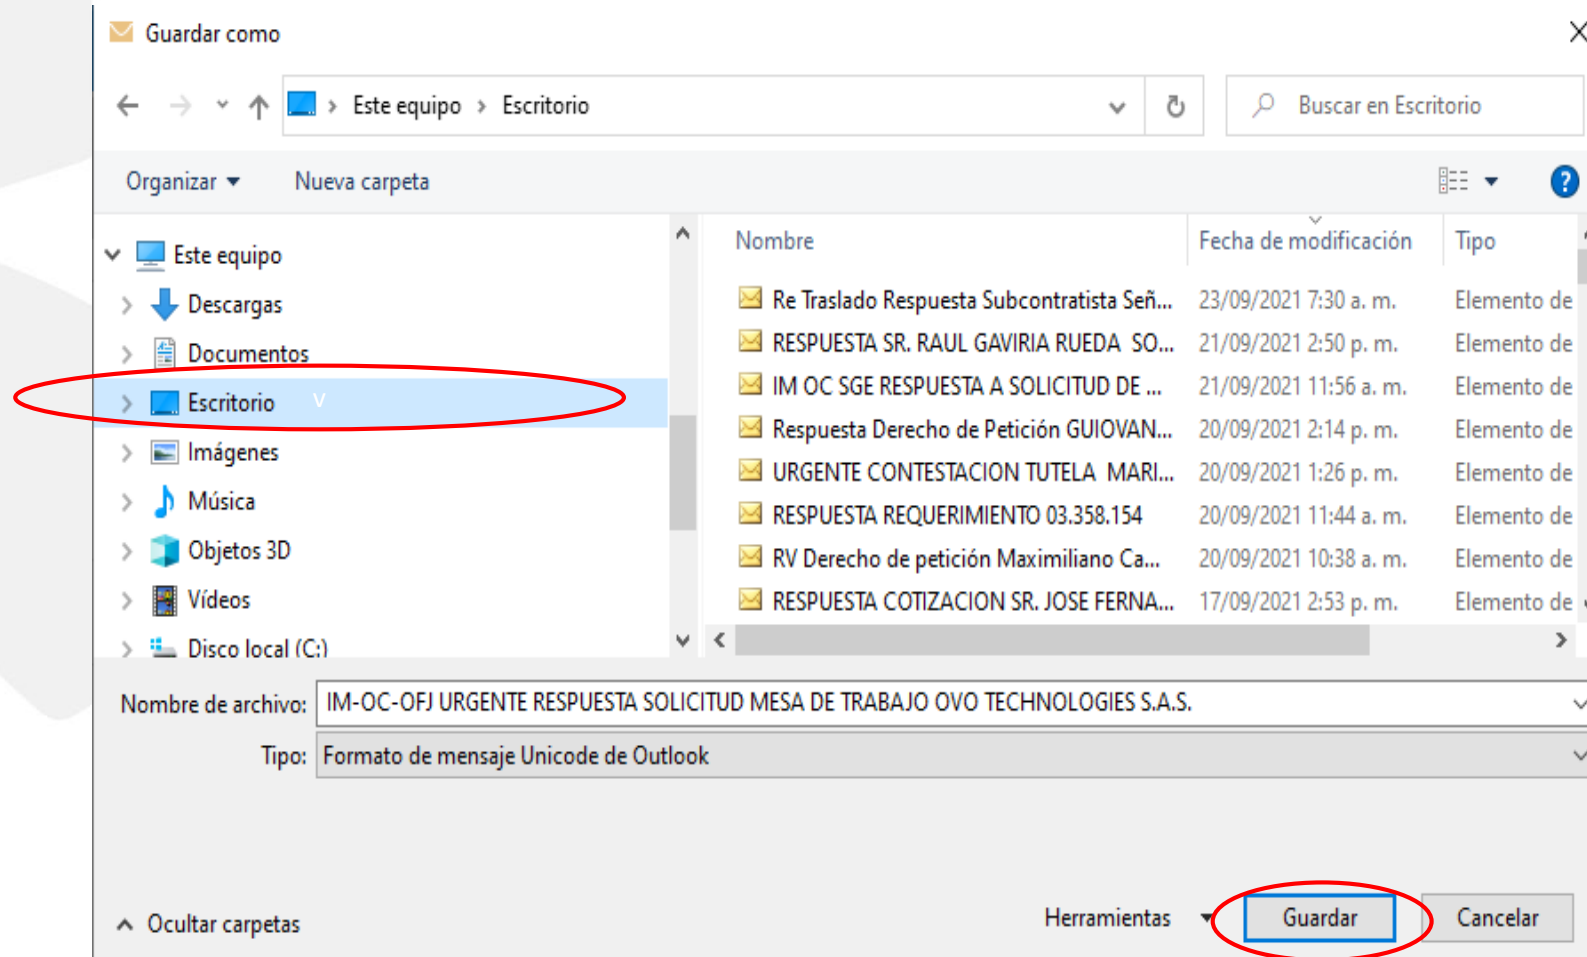 Guardar como
Este equipo › Escritorio
Buscar en Escritorio
Organizar
Nueva carpeta
Este equipo
Descargas
Documentos
Escritorio
V
Imágenes
Música
Objetos 3D
Vídeos
Disco local (C:)
Nombre Fecha de modificación Tipo
Re Traslado Respuesta Subcontratista Señ... 23/09/2021 7:30 a. m. Elemento de
RESPUESTA SR. RAUL GAVIRIA RUEDA SO... 21/09/2021 2:50 p. m. Elemento de
IM OC SGE RESPUESTA A SOLICITUD DE ... 21/09/2021 11:56 a. m. Elemento de
Respuesta Derecho de Petición GUIOVAN... 20/09/2021 2:14 p. m. Elemento de
URGENTE CONTESTACION TUTELA MARI... 20/09/2021 1:26 p. m. Elemento de
RESPUESTA REQUERIMIENTO 03.358.154 20/09/2021 11:44 a. m. Elemento de
RV Derecho de petición Maximiliano Ca... 20/09/2021 10:38 a. m. Elemento de
RESPUESTA COTIZACION SR. JOSE FERNA... 17/09/2021 2:53 p. m. Elemento de
Nombre de archivo: IM-OC-OFJ URGENTE RESPUESTA SOLICITUD MESA DE TRABAJO OVO TECHNOLOGIES S.A.S.
Tipo: Formato de mensaje Unicode de Outlook
Ocultar carpetas
Herramientas
Guardar
Cancelar